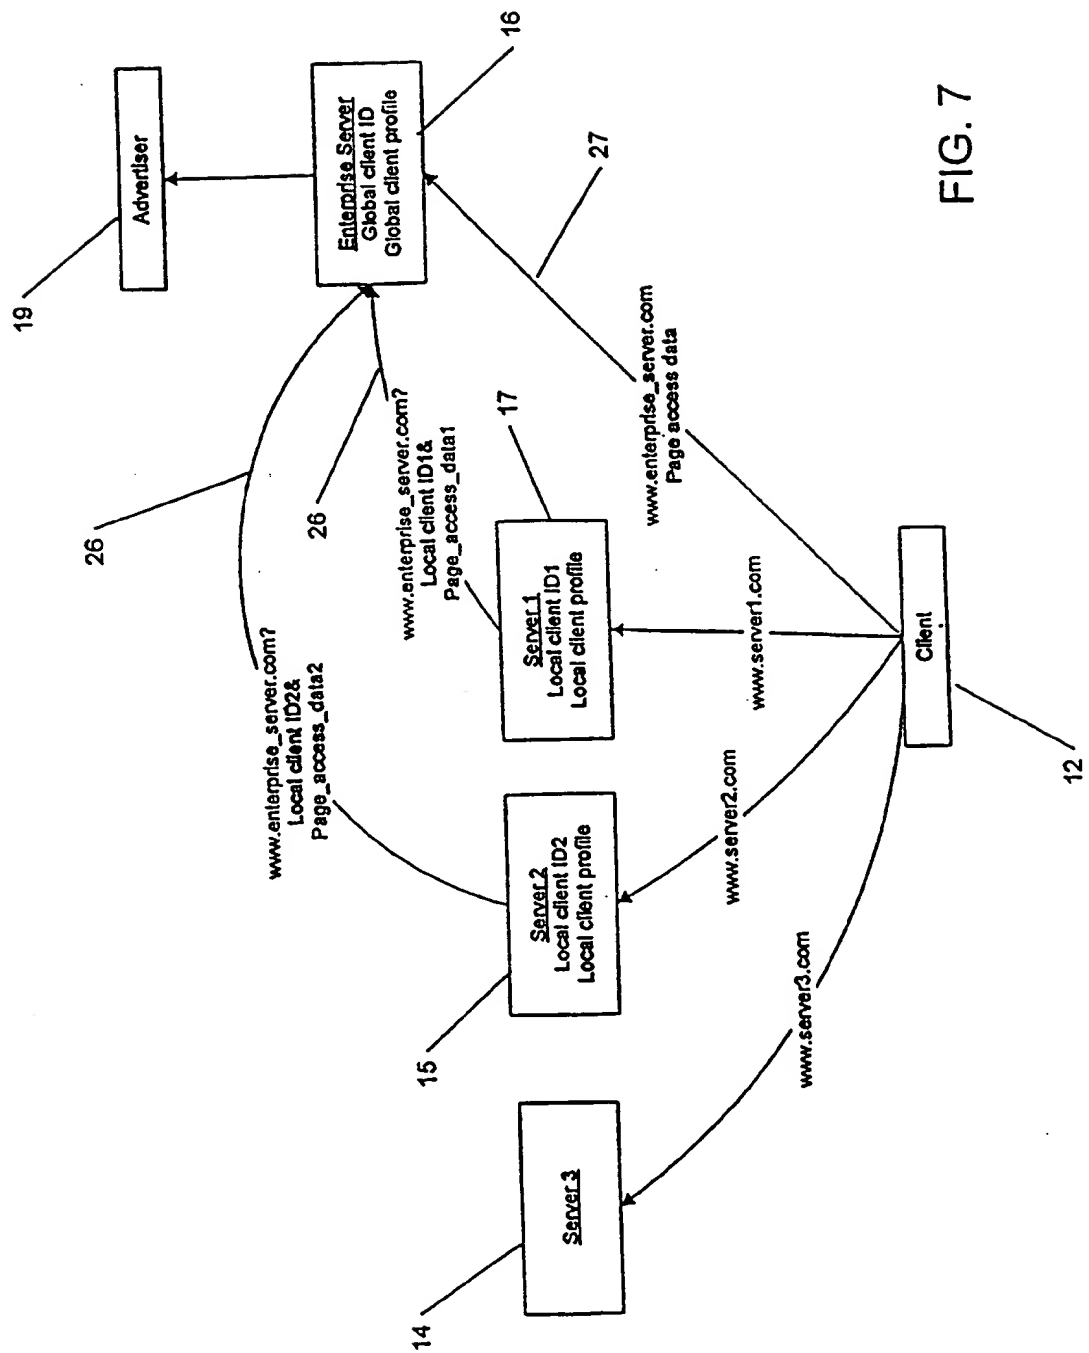 19
26
Advertiser
www.enterprise_server.com?
Local client ID2&
Page_access_data2
26
Enterprise Server
Global client ID
Global client profile
www.enterprise_server.com?
Local client ID1&
Page_access_data1
14
15
17
16
Server 3
Server 2
Local client ID2
Local client profile
Server 1
Local client ID1
Local client profile
27
www.enterprise_server.com
Page access data
www.server3.com
www.server2.com
www.server1.com
Client
12
FIG. 7